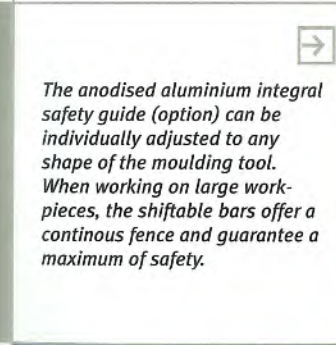 The anodised aluminium integral
safety guide (option) can be
individually adjusted to any
shape of the moulding tool.
When working on large work-
pieces, the shiftable bars offer a
continous fence and guarantee a
maximum of safety.